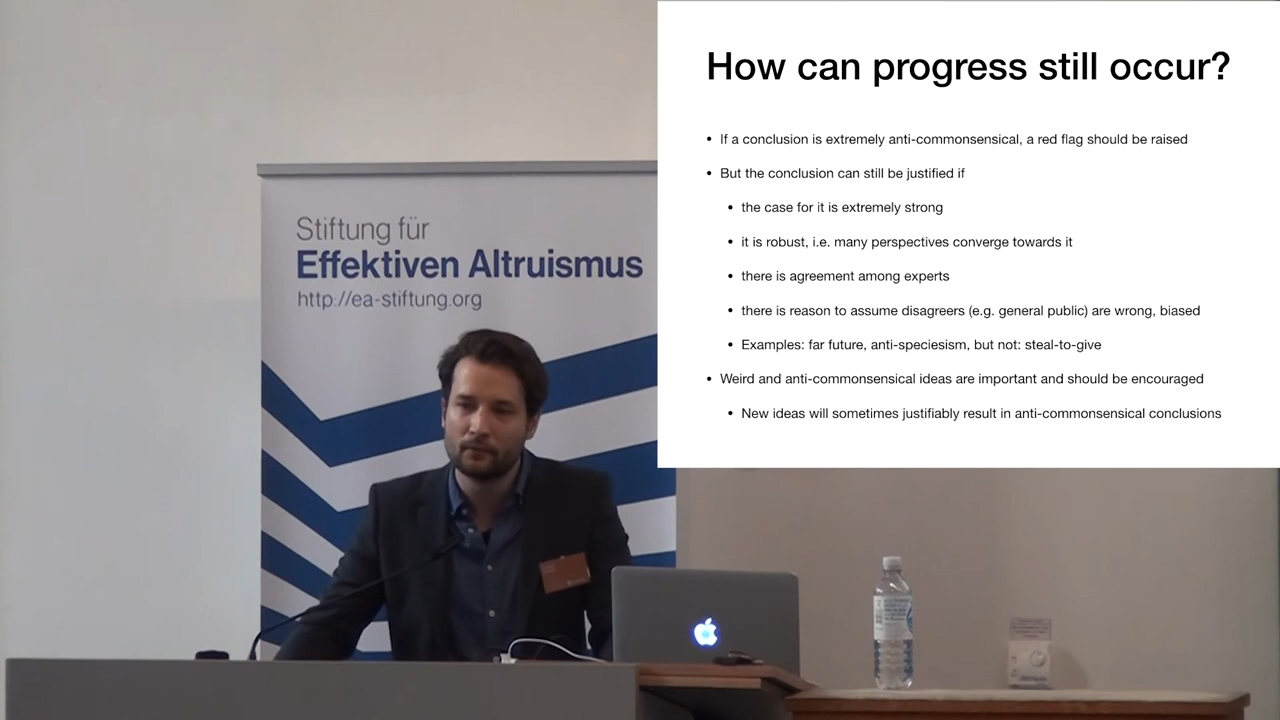 How can progress still occur?
• If a conclusion is extremely anti-commonsensical, a red flag should be raised
• But the conclusion can still be justified if
• the case for it is extremely strong
• it is robust, i.e. many perspectives converge towards it
• there is agreement among experts
• there is reason to assume disagreers (e.g. general public) are wrong, biased
• Examples: far future, anti-speciesism, but not: steal-to-give
• Weird and anti-commonsensical ideas are important and should be encouraged
• New ideas will sometimes justifiably result in anti-commonsensical conclusions
Stiftung für
Effektiven Altruismus
http://ea-stiftung.org